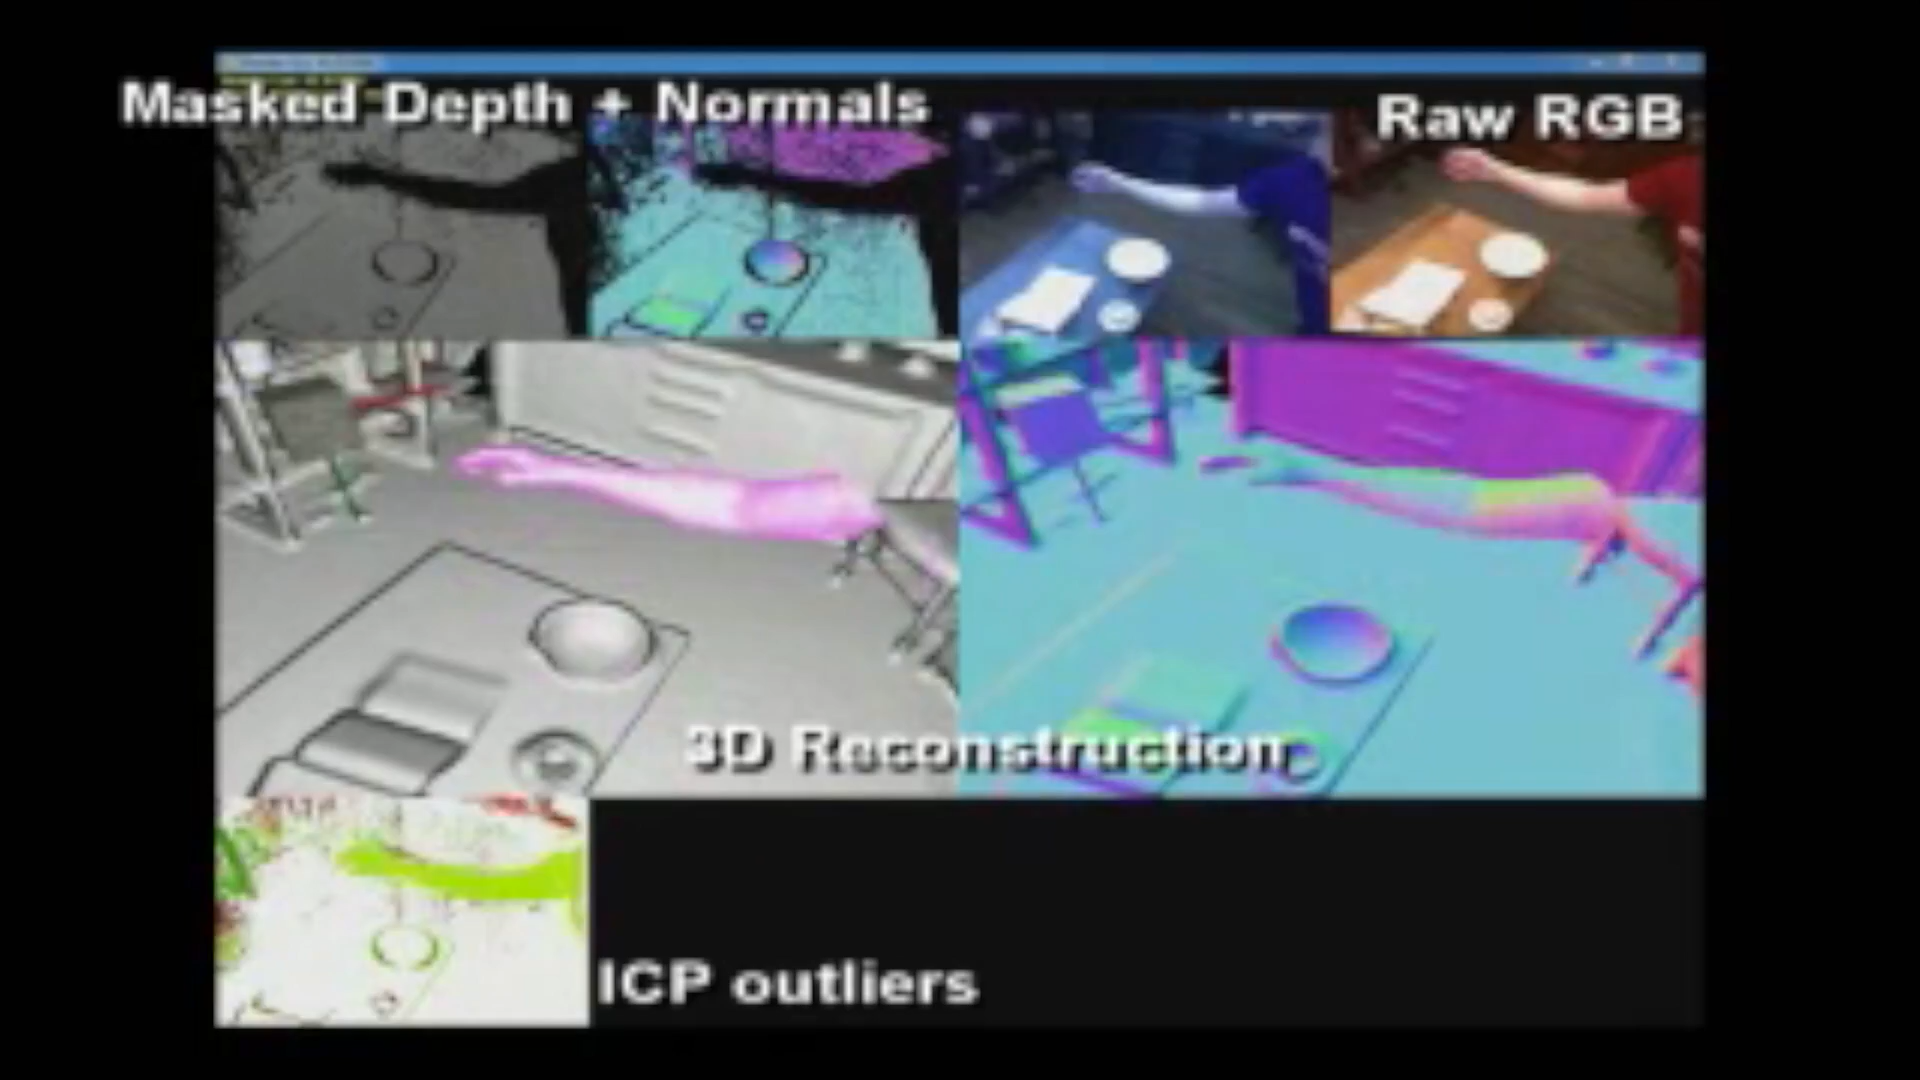 Masked Depth + Normals
Raw RGB
3D Reconstruction
ICP outliers